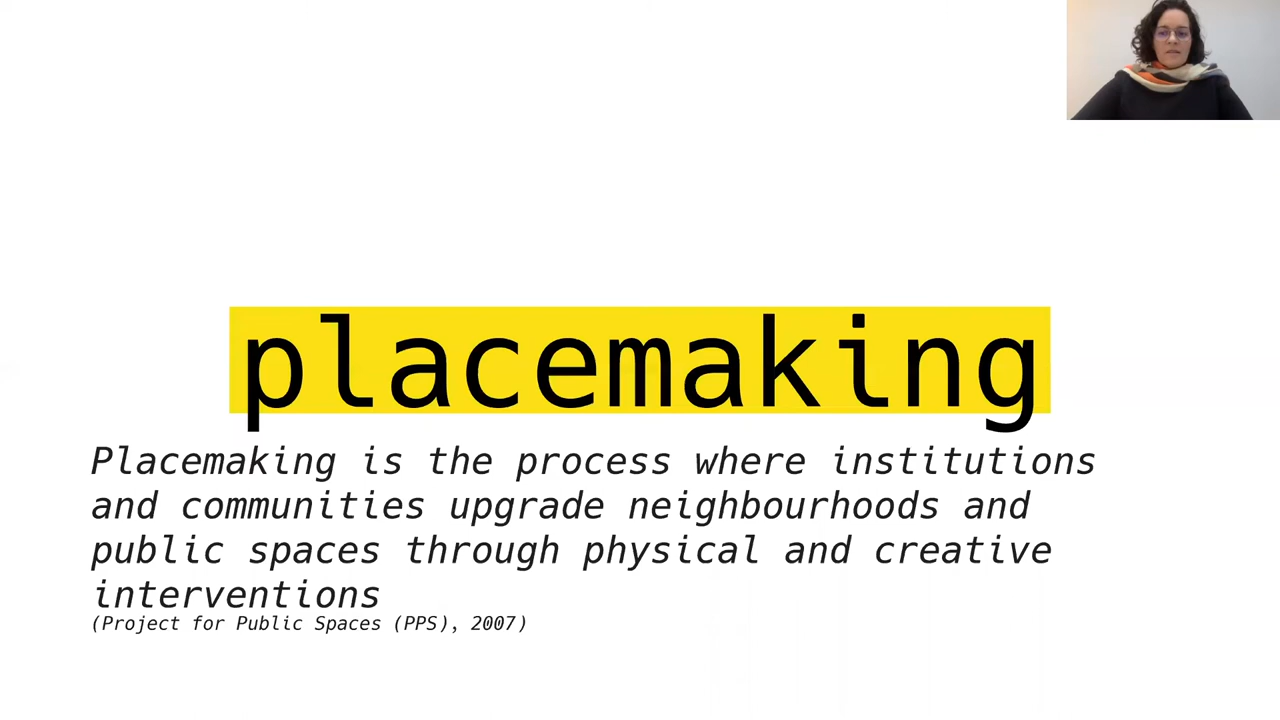 placemaking
Placemaking is the process where institutions
and communities upgrade neighbourhoods and
public spaces through physical and creative
interventions
(Project for Public Spaces (PPS), 2007)